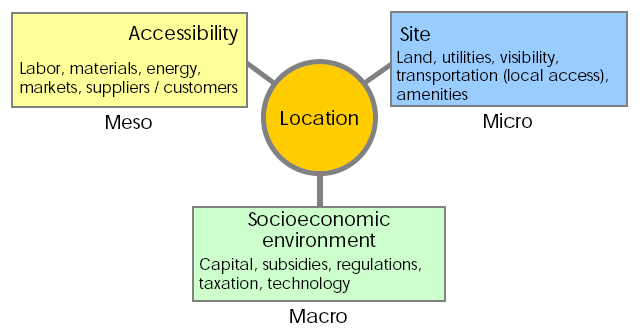 Accessibility
Labor, materials, energy,
markets, suppliers / customers
Meso
Site
Land, utilities, visibility,
transportation (local access),
amenities
Micro
Location
Socioeconomic
environment
Capital, subsidies, regulations,
taxation, technology
Macro